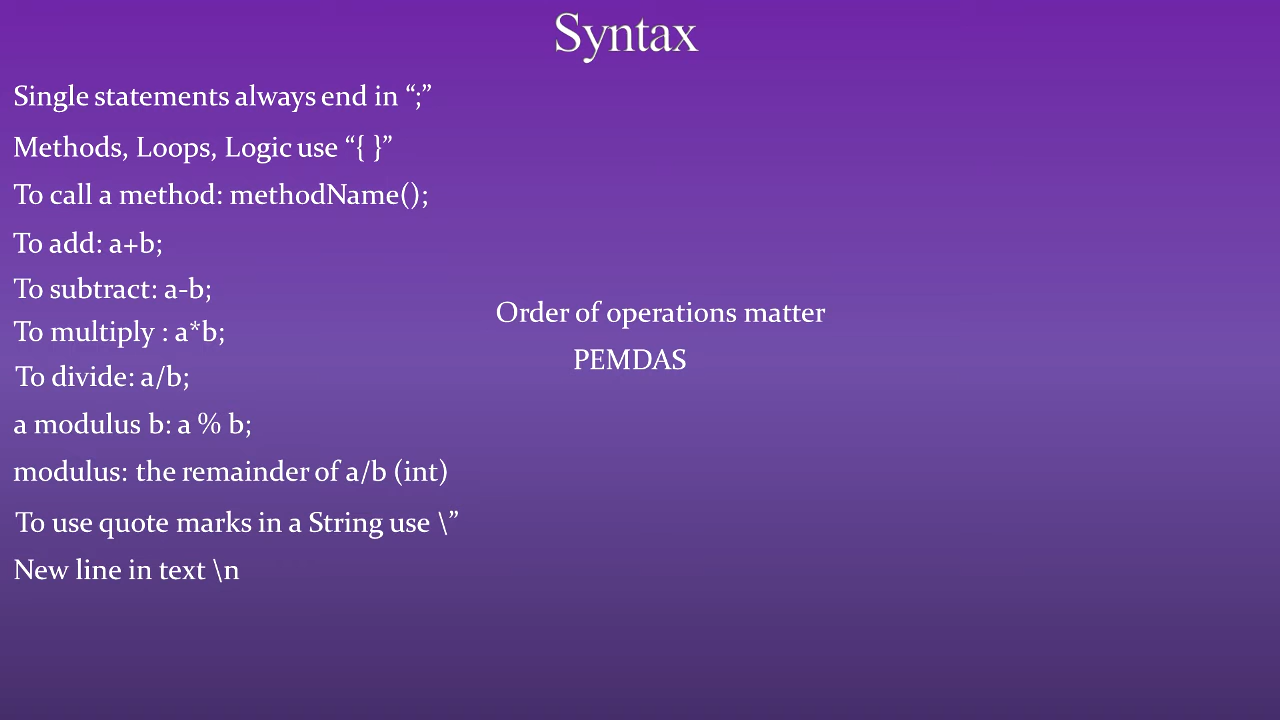 Syntax
Single statements always end in “;”
Methods, Loops, Logic use “{ }”
To call a method: methodName();
To add: a+b;
To subtract: a-b;
To multiply : a*b;
To divide: a/b;
a modulus b: a % b;
modulus: the remainder of a/b (int)
To use quote marks in a String use \”
New line in text \n
Order of operations matter
PEMDAS